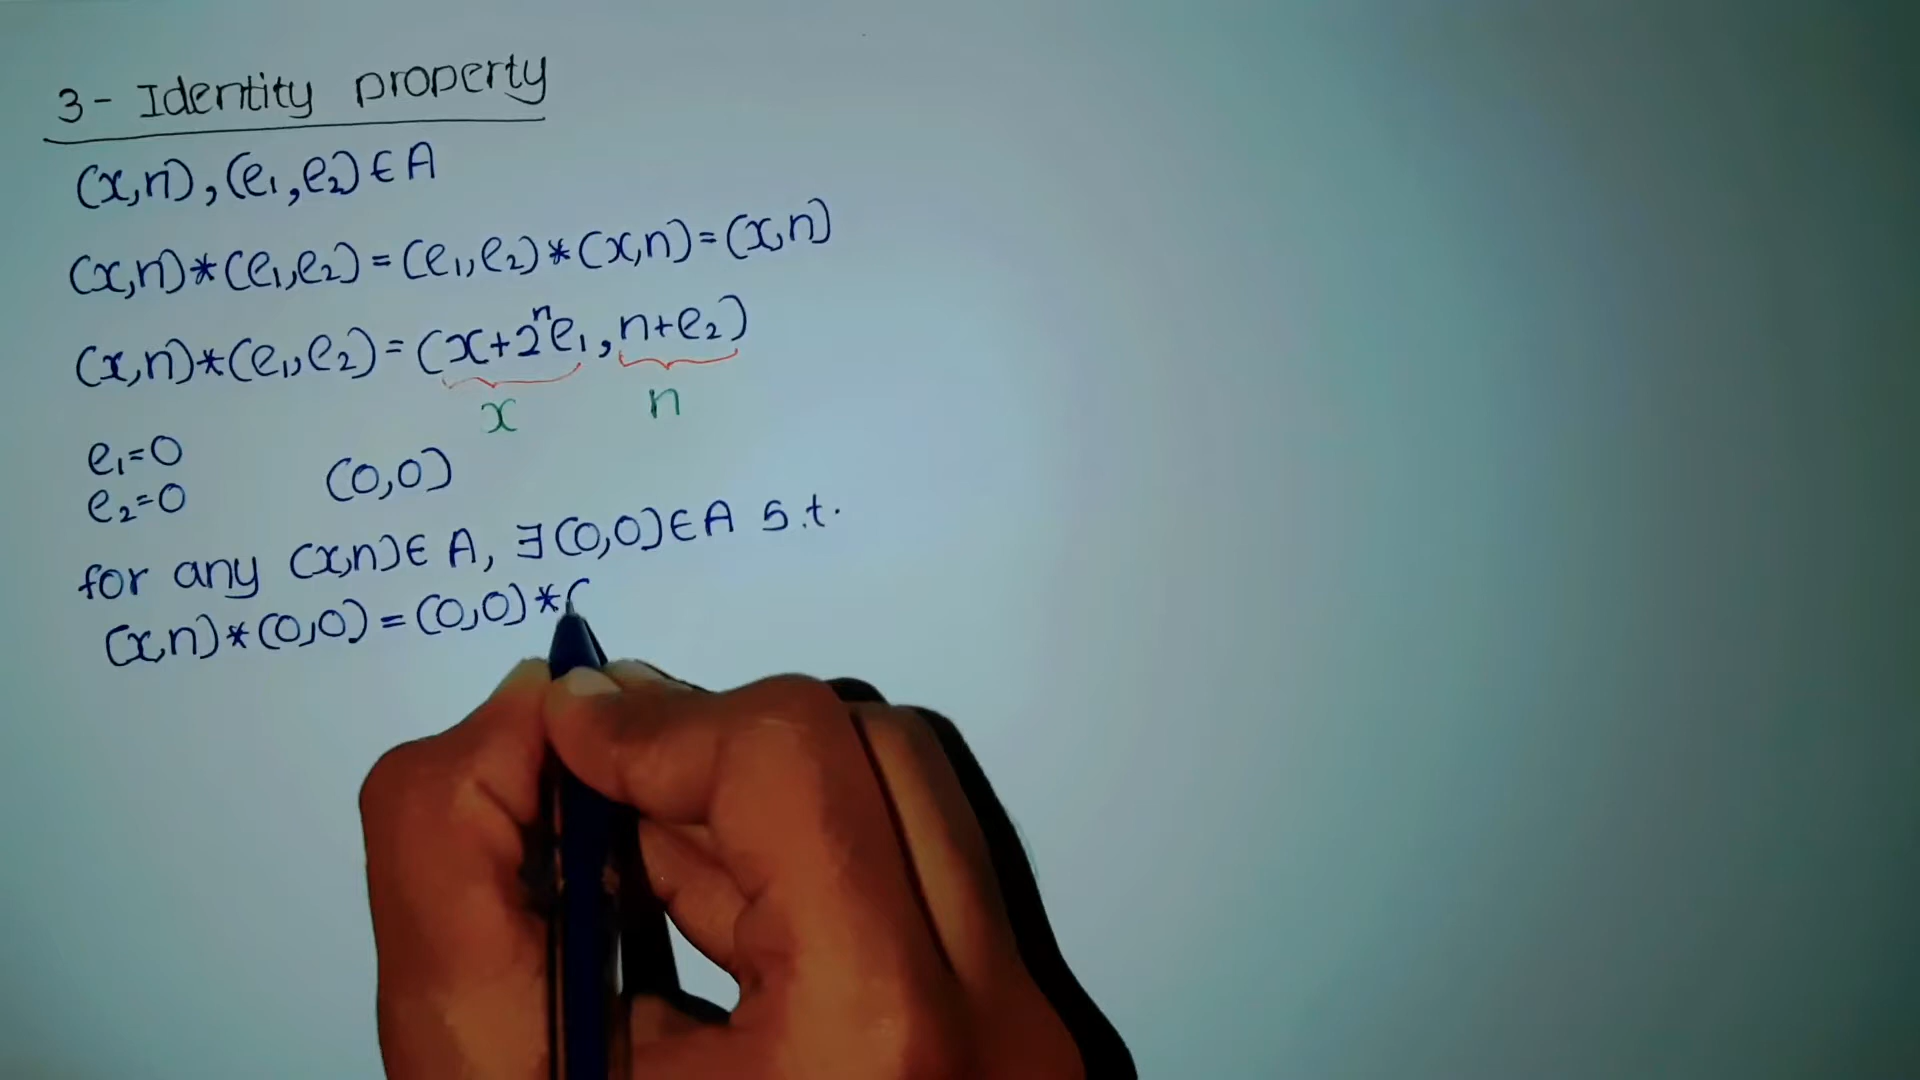 3- Identity property
(x,n), (e₁,e₂) ∈ A
(x,n)*(e₁,e₂) = (e₁,e₂)*(x,n) = (x,n)
(x,n)*(e₁,e₂) = (x+2ⁿe₁, n+e₂)
x n
e₁=0
e₂=0 (0,0)
for any (x,n) ∈ A, ∃(0,0) ∈ A s.t.
(x,n)*(0,0) = (0,0)*(